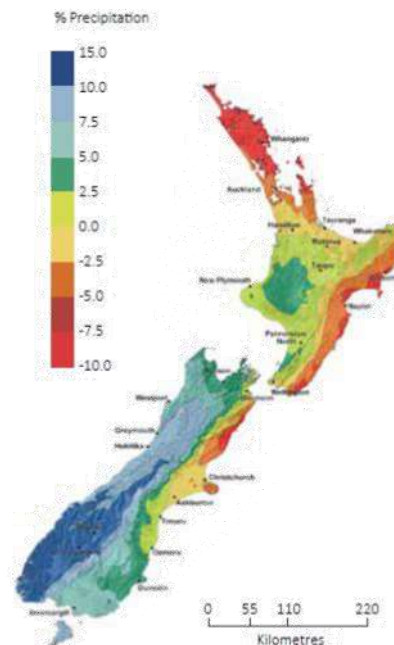 % Precipitation
15.0
10.0
7.5
5.0
2.5
0.0
-2.5
-5.0
-7.5
-10.0
Whangarei
Auckland
Hamilton
Tauranga
Whakatane
Rotorua
Taupo
New Plymouth
Napier
Palmerston
North
Wellington
Nelson
Blenheim
Westport
Greymouth
Hokitika
Christchurch
Ashburton
Timaru
Oamaru
Dunedin
Invercargill
0 55 110 220
Kilometres